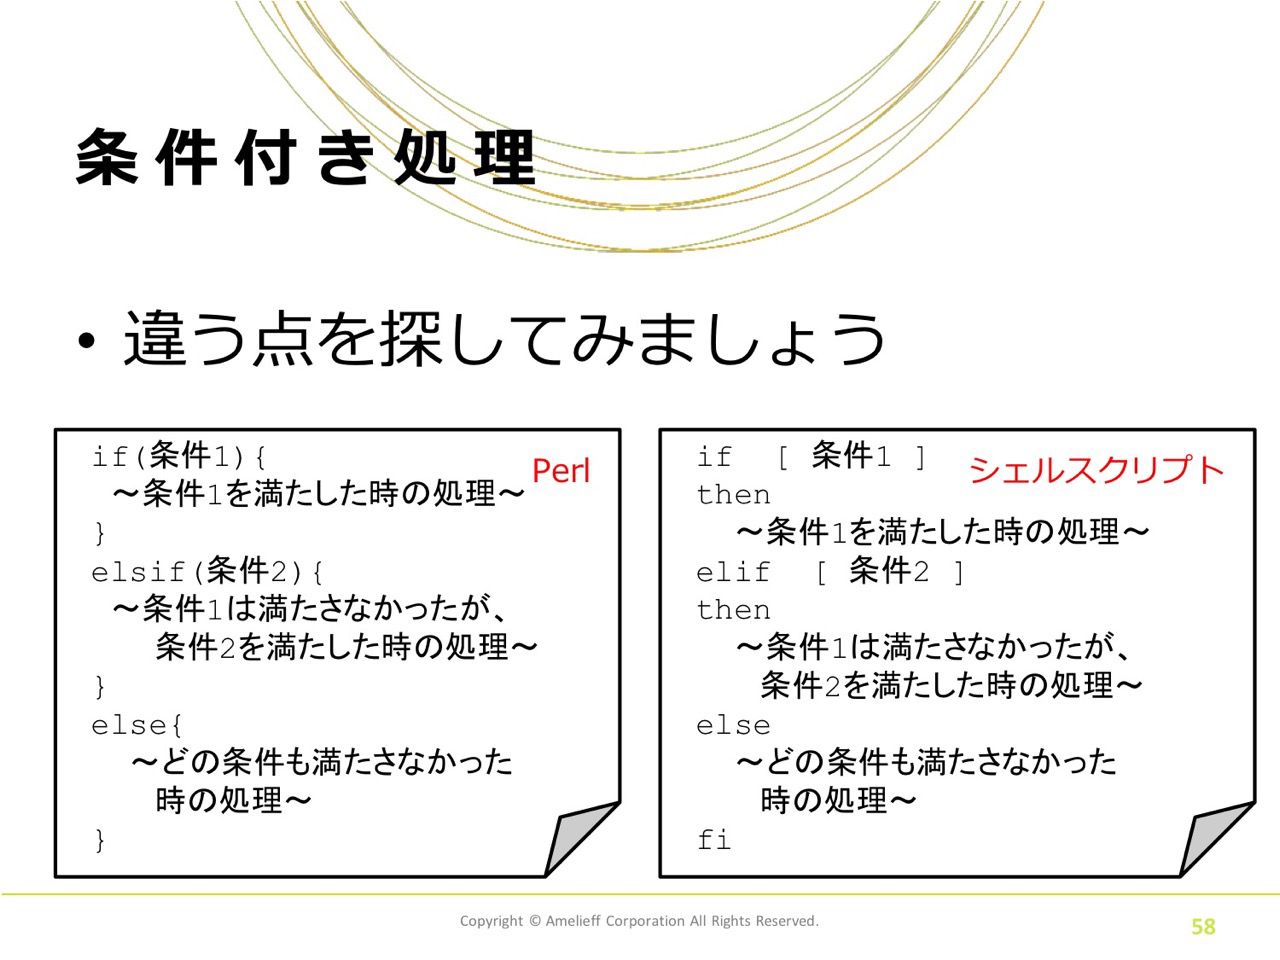 条件付き処理
• 違う点を探してみましょう
if(条件1){
～条件1を満たした時の処理～
}
elsif(条件2){
～条件1は満たさなかったが、
条件2を満たした時の処理～
}
else{
～どの条件も満たさなかった
時の処理～
}
Perl
if [ 条件1 ]
then
～条件1を満たした時の処理～
elif [ 条件2 ]
then
～条件1は満たさなかったが、
条件2を満たした時の処理～
else
～どの条件も満たさなかった
時の処理～
fi
シェルスクリプト
Copyright © Amelieff Corporation All Rights Reserved.
58